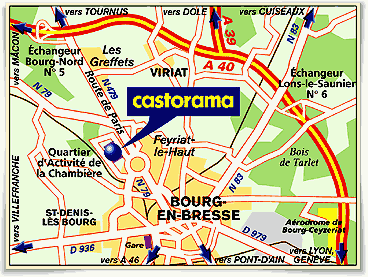 vers TOURNUS
vers DOLE
vers CUISEAUX
vers MÂCON
A 39
N 83
Échangeur
Bourg-Nord
N° 5
Les
Greffets
VIRIAT
A 40
Échangeur
Lons-le-Saunier
N° 6
N 79
N 479
Route de Paris
castorama
Quartier
d'Activité de
la Chambière
Feyriat-
le-Haut
Bois
de Tarlet
N 79
N 83
vers VILLEFRANCHE
BOURG-
EN-BRESSE
ST-DENIS-
LÈS BOURG
Aérodrome de
Bourg-Ceyzeriat
D 936
Gare
D 979
vers A 46
vers PONT-D'AIN
vers LYON,
GENÈVE